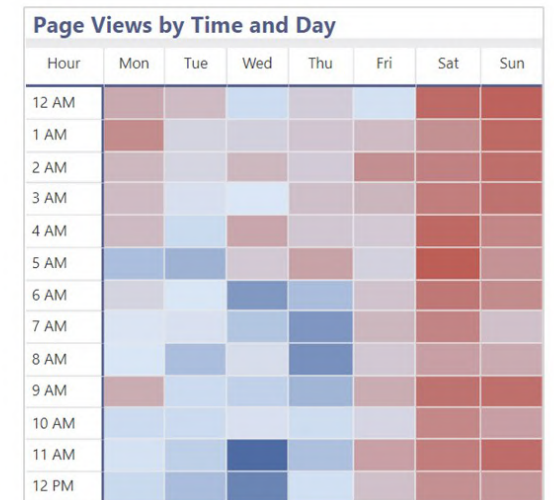 Page Views by Time and Day
Hour Mon Tue Wed Thu Fri Sat Sun
12 AM
1 AM
2 AM
3 AM
4 AM
5 AM
6 AM
7 AM
8 AM
9 AM
10 AM
11 AM
12 PM